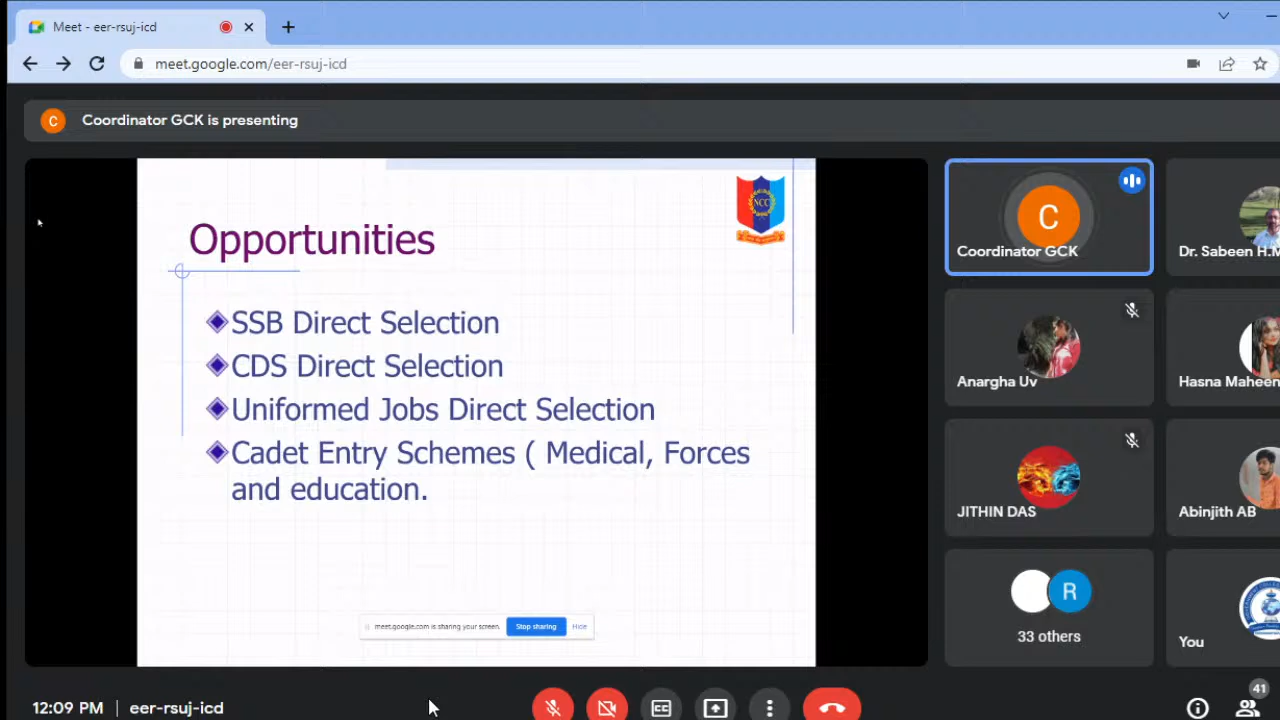 Meet - eer-rsuj-icd
meet.google.com/eer-rsuj-icd
C
Coordinator GCK is presenting
NCC
Opportunities
SSB Direct Selection
CDS Direct Selection
Uniformed Jobs Direct Selection
Cadet Entry Schemes ( Medical, Forces
and education.
meet.google.com is sharing your screen.
Stop sharing
Hide
C
Coordinator GCK
Dr. Sabeen H.M
Anargha Uv
Hasna Maheen
JITHIN DAS
Abinjith AB
R
33 others
You
12:09 PM
eer-rsuj-icd
CC
41